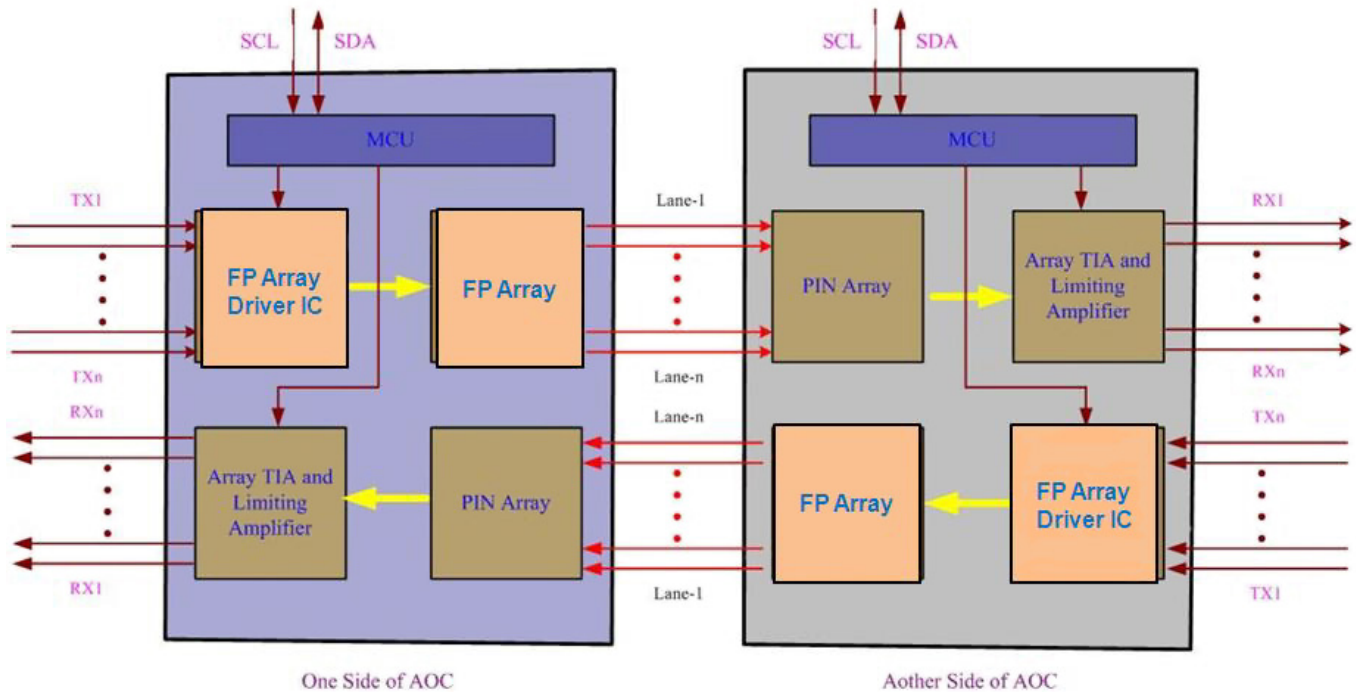 SCL
SDA
SCL
SDA
MCU
MCU
TX1
Lane-1
RX1
FP Array
Driver IC
FP Array
PIN Array
Array TIA and
Limiting
Amplifier
TXn
Lane-n
RXn
RXn
Lane-n
TXn
Array TIA and
Limiting
Amplifier
PIN Array
FP Array
FP Array
Driver IC
RX1
Lane-1
TX1
One Side of AOC
Aother Side of AOC